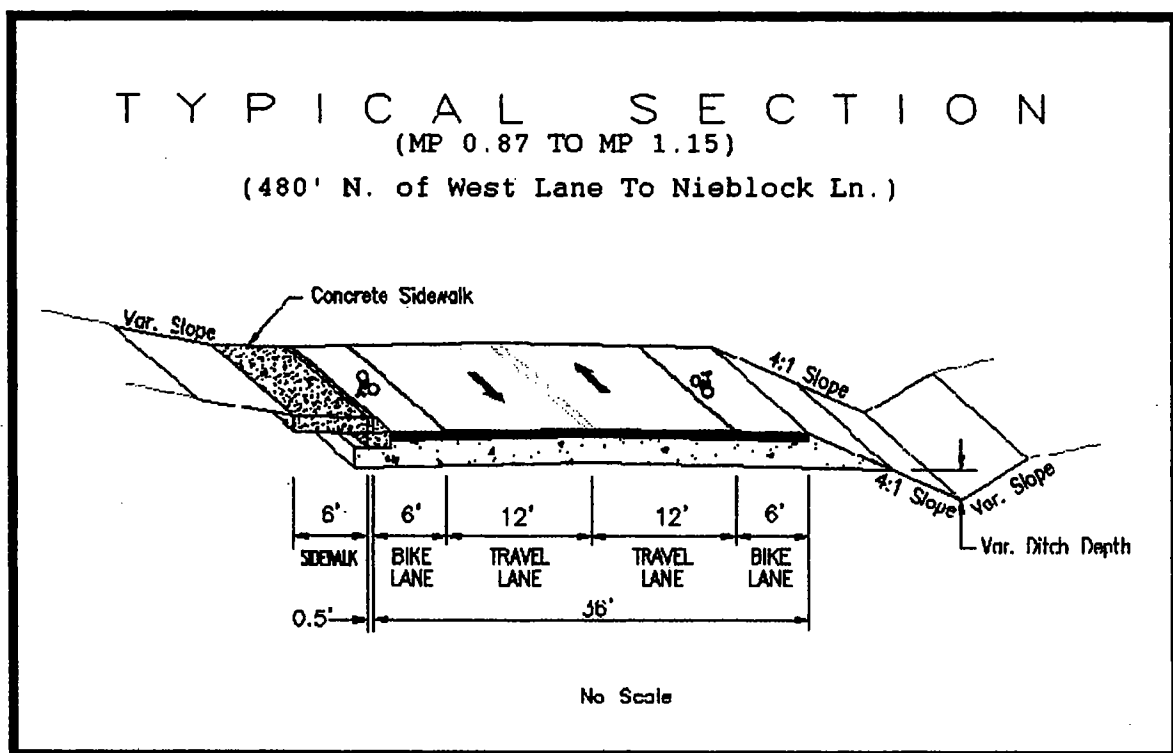 TYPICAL SECTION
(MP 0.87 TO MP 1.15)
(480' N. of West Lane To Nieblock Ln.)
Concrete Sidewalk
Var. Slope
4:1 Slope
4:1 Slope
Var. Slope
Var. Ditch Depth
6' 6' 12' 12' 6'
SIDEWALK BIKE LANE TRAVEL LANE TRAVEL LANE BIKE LANE
0.5' 36'
No Scale